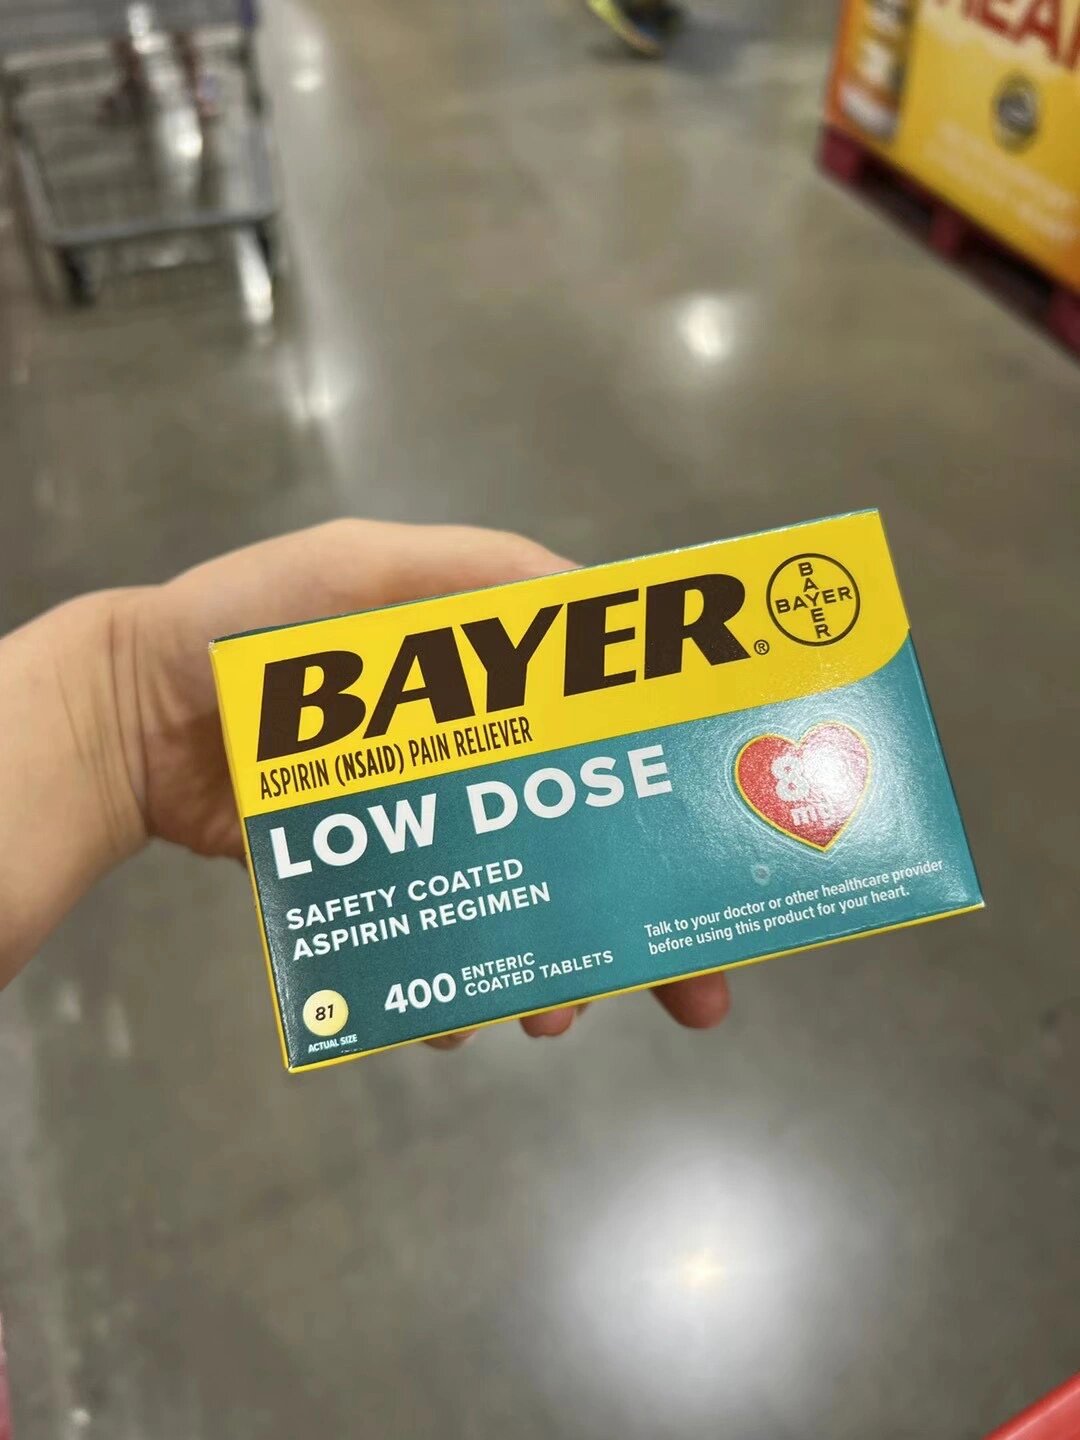 BAYER
BAYER
BAYER
®
ASPIRIN (NSAID) PAIN RELIEVER
LOW DOSE
SAFETY COATED
ASPIRIN REGIMEN
mg
Talk to your doctor or other healthcare provider
before using this product for your heart.
400 ENTERIC
COATED TABLETS
81
ACTUAL SIZE